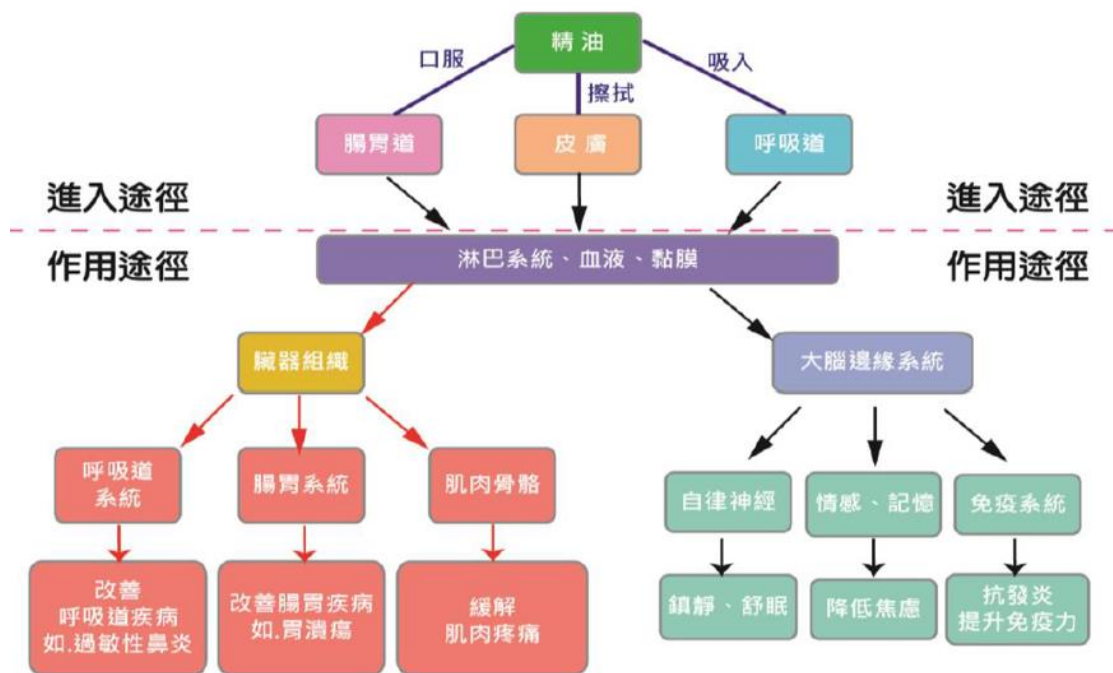 精油
口服
擦拭
吸入
腸胃道
皮膚
呼吸道
進入途徑
進入途徑
作用途徑
淋巴系統、血液、黏膜
作用途徑
臟器組織
大腦邊緣系統
呼吸道
系統
腸胃系統
肌肉骨骼
自律神經
情感、記憶
免疫系統
改善
呼吸道疾病
如.過敏性鼻炎
改善腸胃疾病
如.胃潰瘍
緩解
肌肉疼痛
鎮靜、舒眠
降低焦慮
抗發炎
提升免疫力